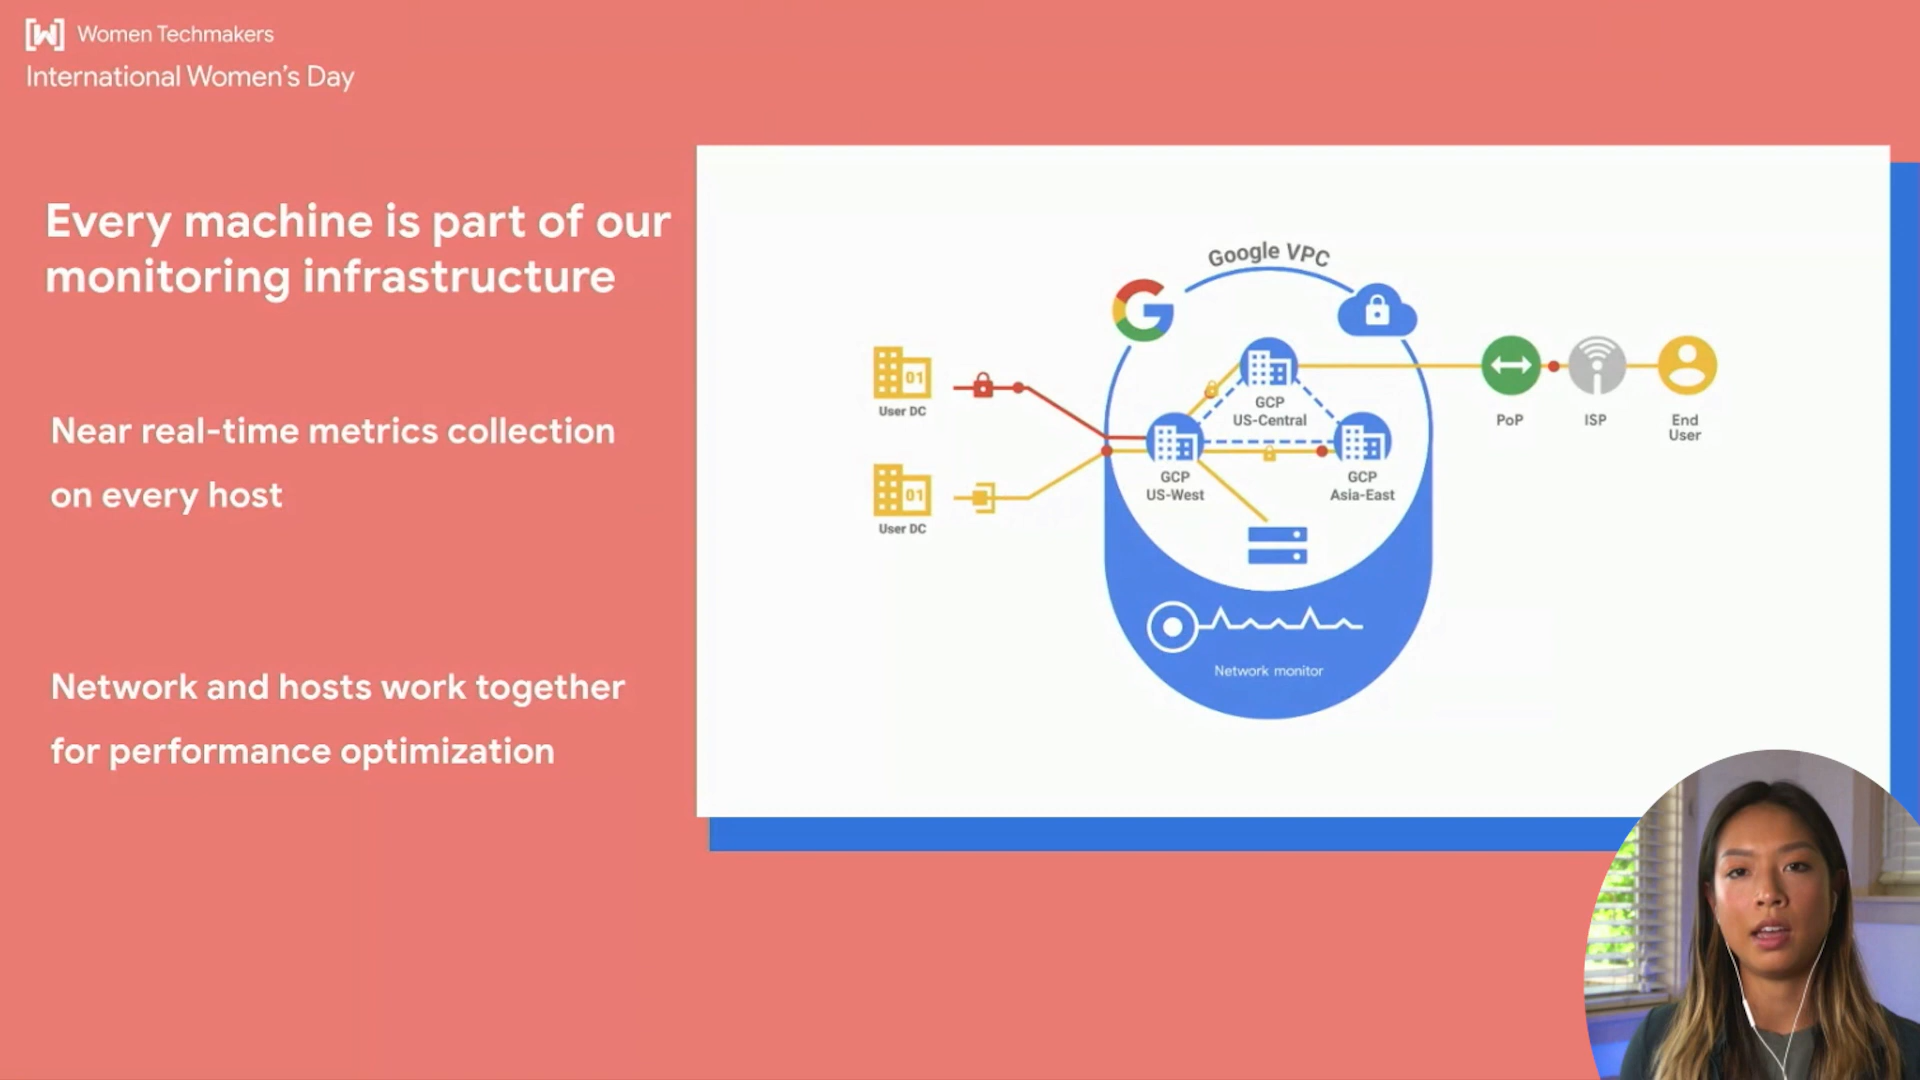 Women Techmakers
International Women's Day
Every machine is part of our
monitoring infrastructure
Near real-time metrics collection
on every host
Network and hosts work together
for performance optimization
Google VPC
01
User DC
01
User DC
GCP
US-Central
GCP
US-West
GCP
Asia-East
Network monitor
PoP
ISP
End
User